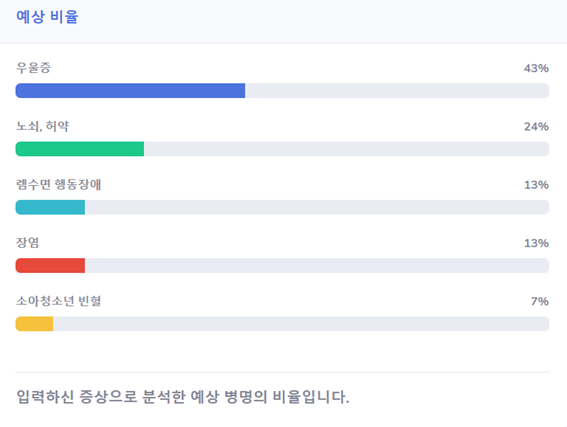 예상 비율
우울증 43%
노쇠, 허약 24%
렘수면 행동장애 13%
장염 13%
소아청소년 빈혈 7%
입력하신 증상으로 분석한 예상 병명의 비율입니다.